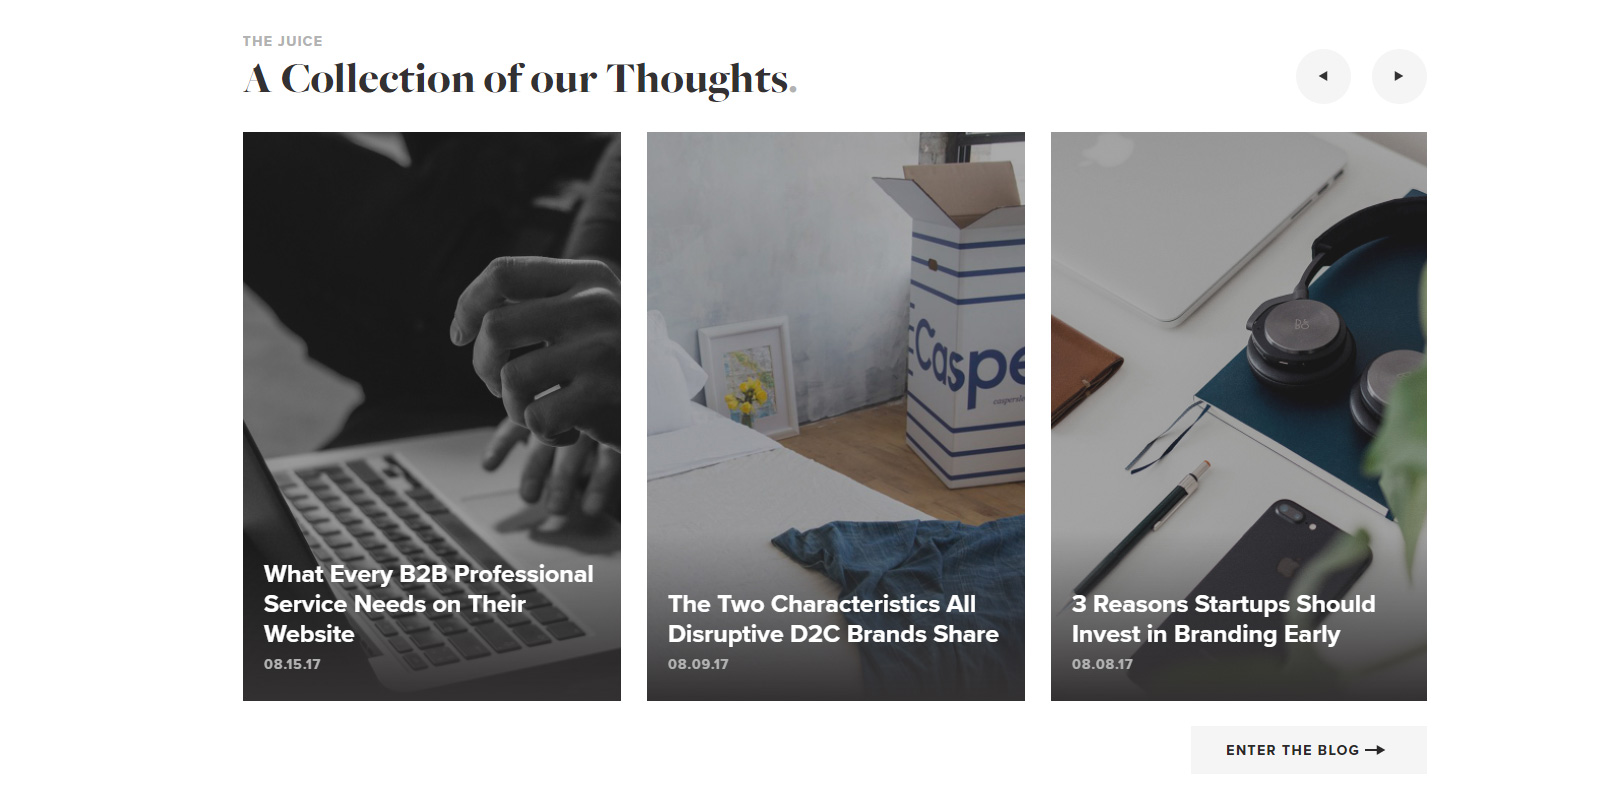 THE JUICE
A Collection of our Thoughts.
What Every B2B Professional
Service Needs on Their
Website
08.15.17
Caspe
The Two Characteristics All
Disruptive D2C Brands Share
08.09.17
3 Reasons Startups Should
Invest in Branding Early
08.08.17
ENTER THE BLOG